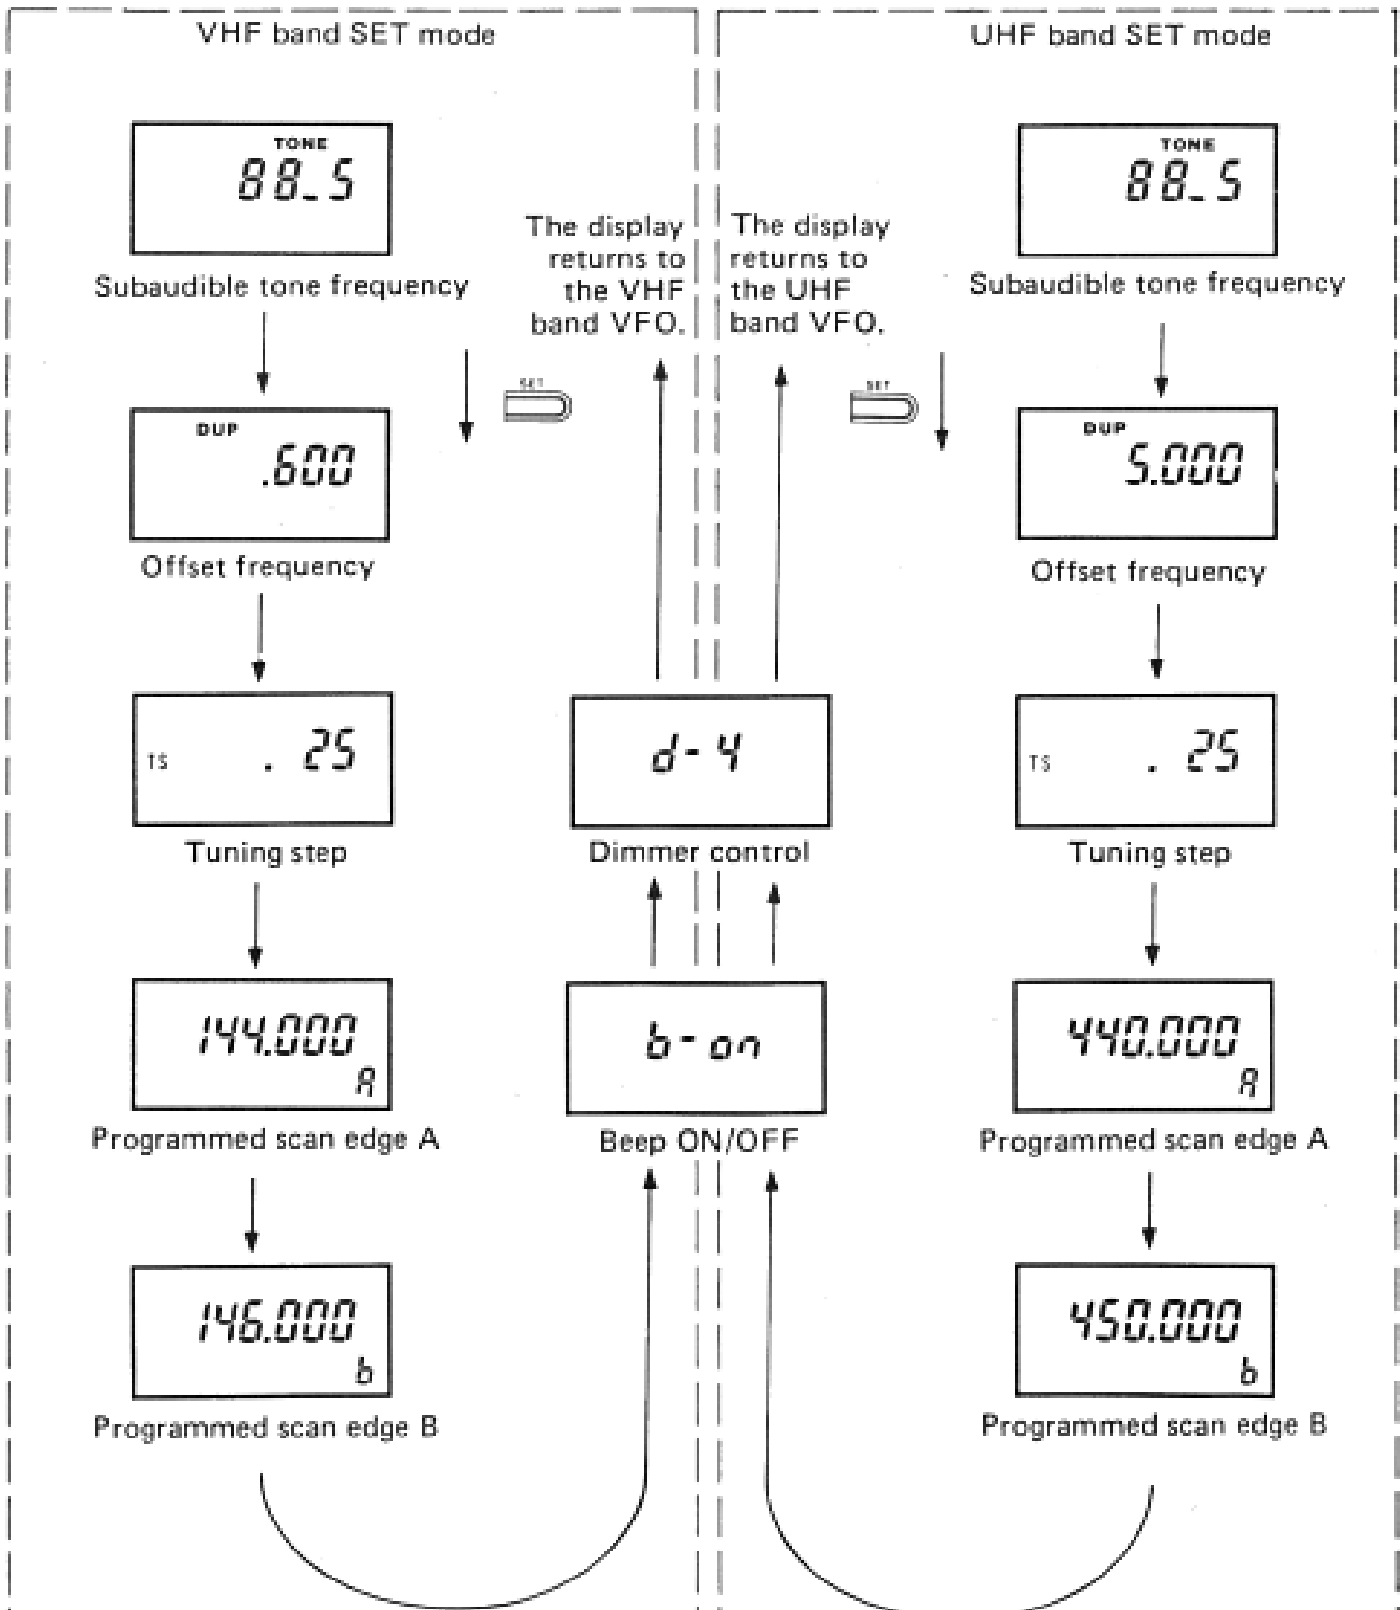 VHF band SET mode
TONE
88_5
Subaudible tone frequency
The display
returns to
the VHF
band VFO.
SET
DUP
.600
Offset frequency
TS . 25
Tuning step
144.000
A
Programmed scan edge A
146.000
b
Programmed scan edge B
d-4
Dimmer control
b-on
Beep ON/OFF
UHF band SET mode
TONE
88_5
Subaudible tone frequency
The display
returns to
the UHF
band VFO.
SET
DUP
5.000
Offset frequency
TS . 25
Tuning step
440.000
A
Programmed scan edge A
450.000
b
Programmed scan edge B